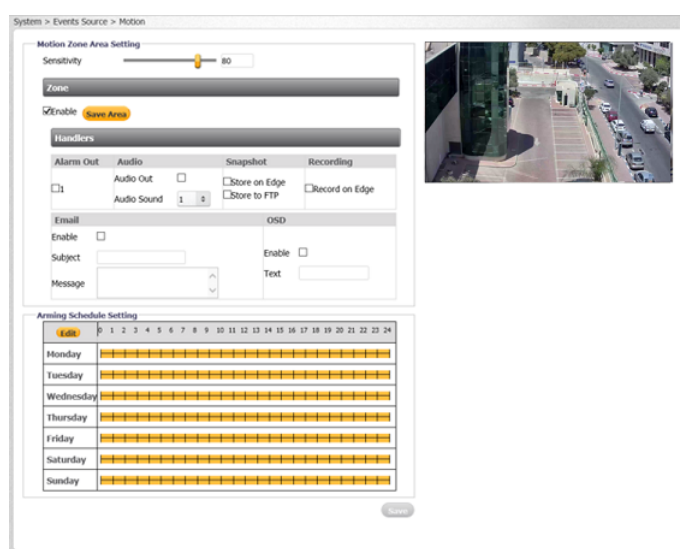 System > Events Source > Motion
Motion Zone Area Setting
Sensitivity 80
Zone
Enable Save Area
Handlers
Alarm Out Audio Snapshot Recording
1 Audio Out Store on Edge Record on Edge
Audio Sound 1 Store to FTP
Email OSD
Enable
Subject Enable
Message Text
Arming Schedule Setting
Edit 0 1 2 3 4 5 6 7 8 9 10 11 12 13 14 15 16 17 18 19 20 21 22 23 24
Monday
Tuesday
Wednesday
Thursday
Friday
Saturday
Sunday
Save